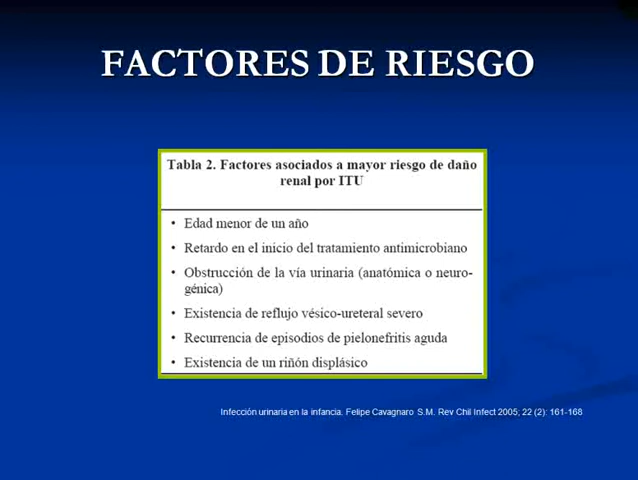 FACTORES DE RIESGO
Tabla 2. Factores asociados a mayor riesgo de daño
renal por ITU
• Edad menor de un año
• Retardo en el inicio del tratamiento antimicrobiano
• Obstrucción de la vía urinaria (anatómica o neuro-
génica)
• Existencia de reflujo vésico-ureteral severo
• Recurrencia de episodios de pielonefritis aguda
• Existencia de un riñón displásico
Infección urinaria en la infancia. Felipe Cavagnaro S.M. Rev Chil Infect 2005; 22 (2): 161-168